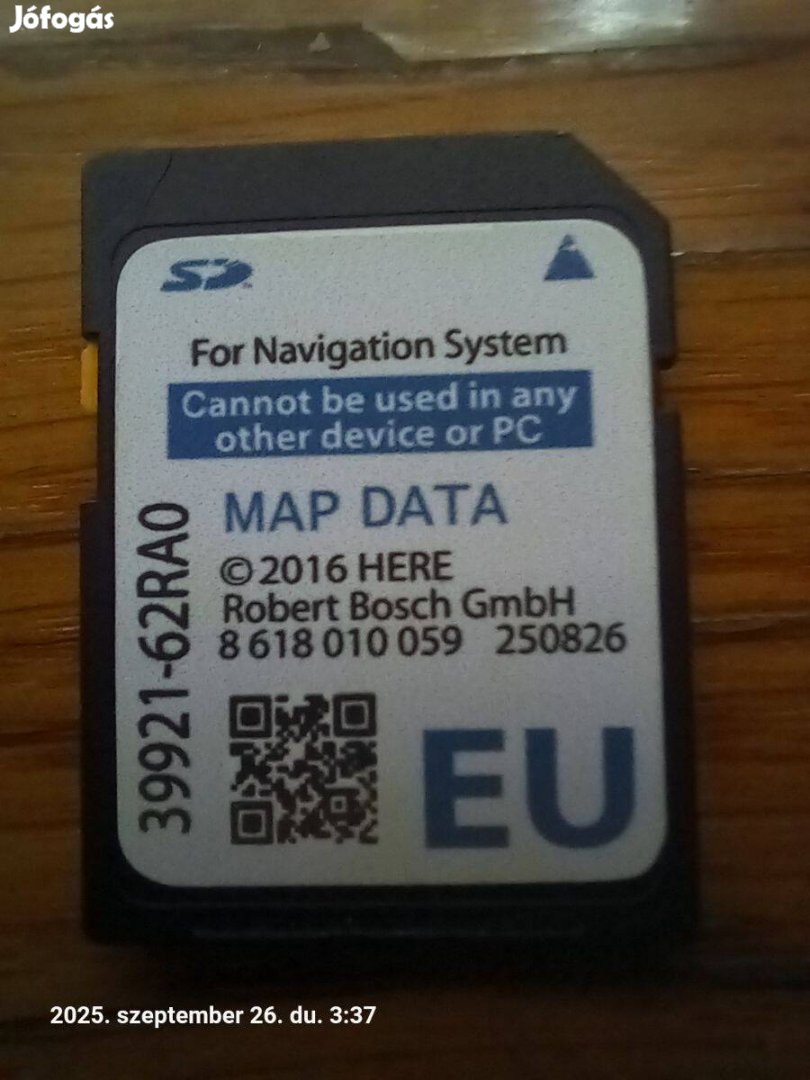 Jófogás
SD
For Navigation System
Cannot be used in any
other device or PC
MAP DATA
©2016 HERE
Robert Bosch GmbH
8 618 010 059 250826
39921-62RA0
EU
2025. szeptember 26. du. 3:37